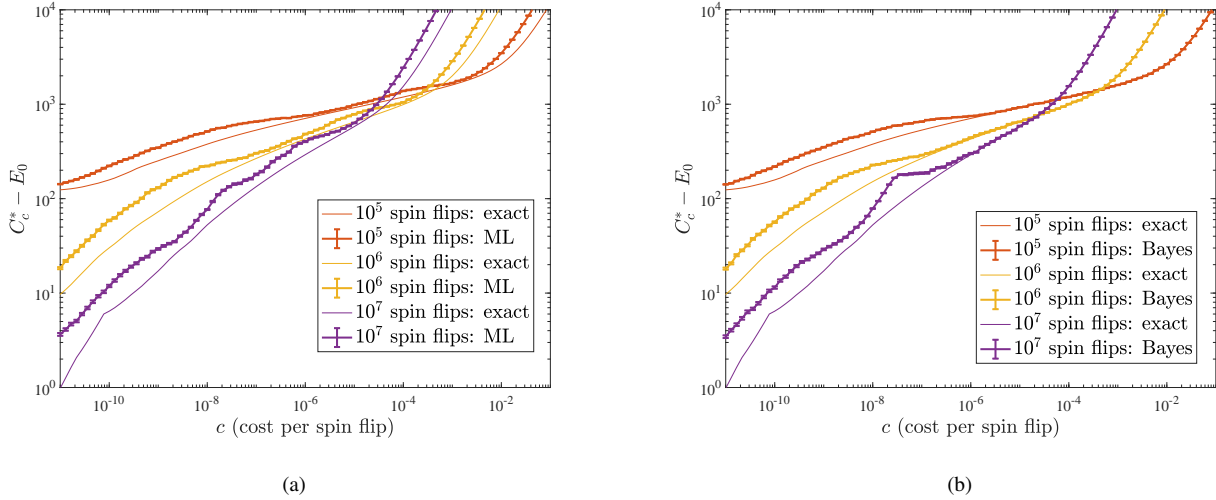 10^4
10^3
10^2
10^1
10^0
C_c^* − E_0
10^-10
10^-8
10^-6
10^-4
10^-2
c (cost per spin flip)
10^5 spin flips: exact
10^5 spin flips: ML
10^6 spin flips: exact
10^6 spin flips: ML
10^7 spin flips: exact
10^7 spin flips: ML
(a)
10^4
10^3
10^2
10^1
10^0
C_c^* − E_0
10^-10
10^-8
10^-6
10^-4
10^-2
c (cost per spin flip)
10^5 spin flips: exact
10^5 spin flips: Bayes
10^6 spin flips: exact
10^6 spin flips: Bayes
10^7 spin flips: exact
10^7 spin flips: Bayes
(b)